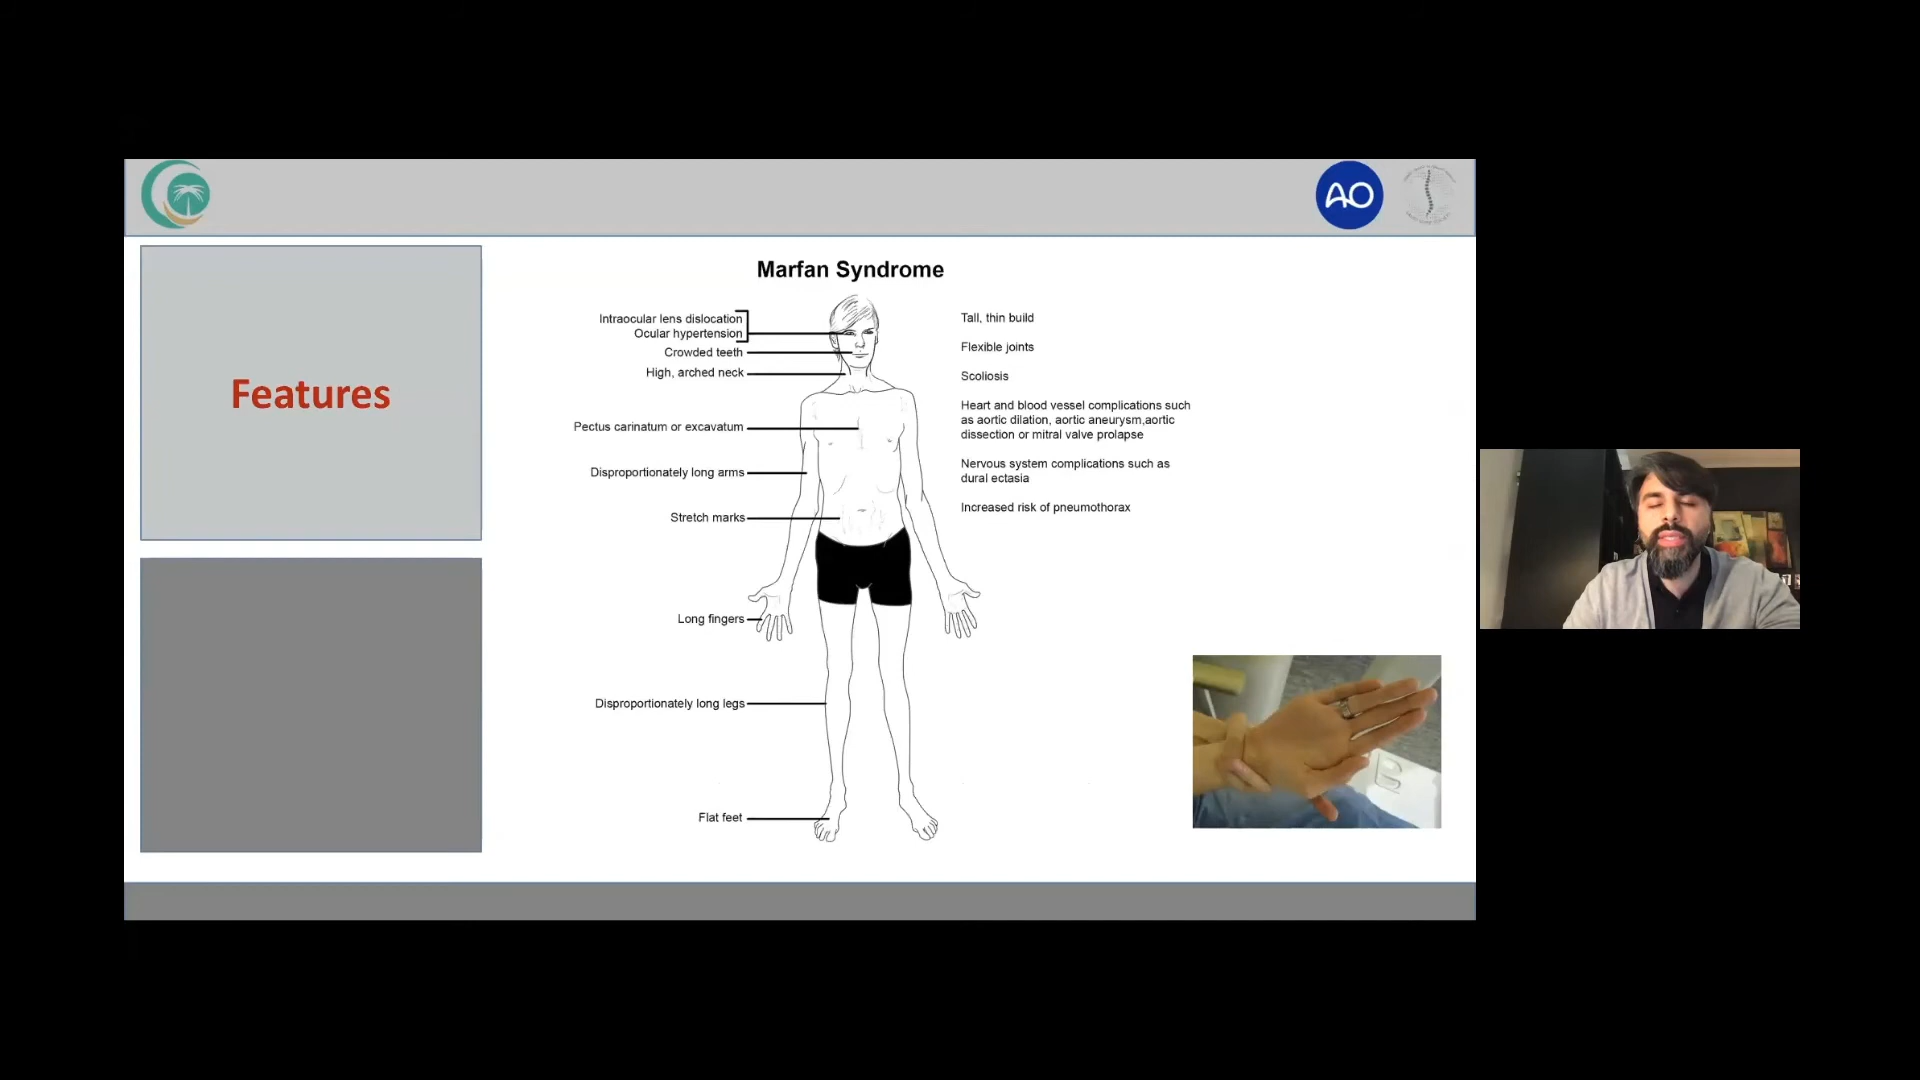 AO
Features
Marfan Syndrome
Intraocular lens dislocation
Ocular hypertension
Crowded teeth
High, arched neck
Pectus carinatum or excavatum
Disproportionately long arms
Stretch marks
Long fingers
Disproportionately long legs
Flat feet
Tall, thin build
Flexible joints
Scoliosis
Heart and blood vessel complications such
as aortic dilation, aortic aneurysm,aortic
dissection or mitral valve prolapse
Nervous system complications such as
dural ectasia
Increased risk of pneumothorax